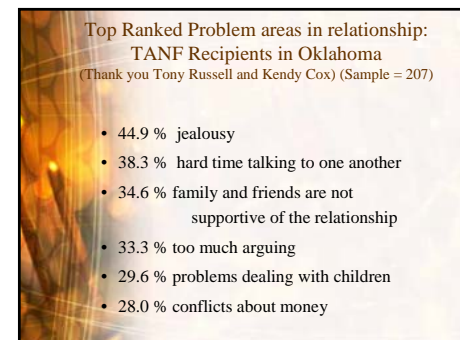 Top Ranked Problem areas in relationship:
TANF Recipients in Oklahoma
(Thank you Tony Russell and Kendy Cox) (Sample = 207)
• 44.9 % jealousy
• 38.3 % hard time talking to one another
• 34.6 % family and friends are not
supportive of the relationship
• 33.3 % too much arguing
• 29.6 % problems dealing with children
• 28.0 % conflicts about money